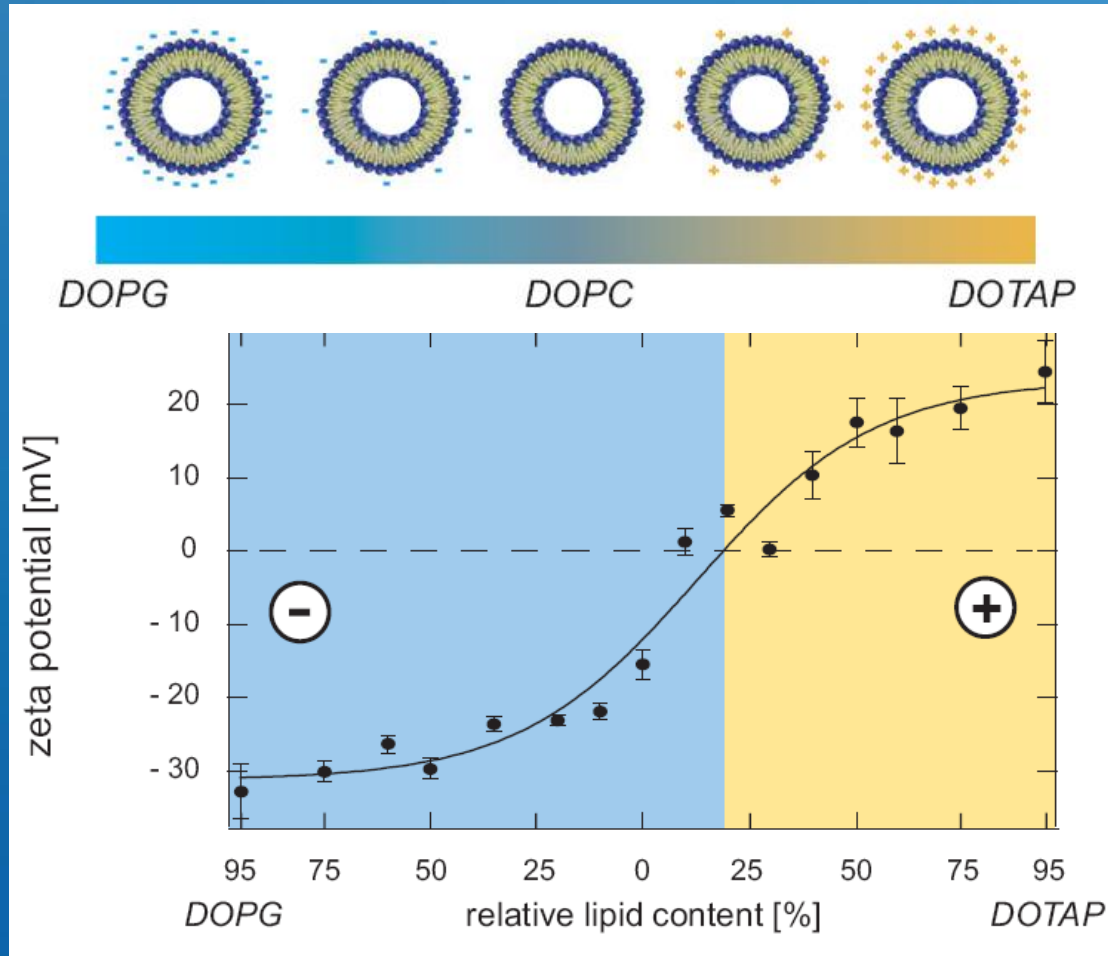 DOPG DOPC DOTAP
zeta potential [mV]
20
10
0
- 10
- 20
- 30
-
+
95 75 50 25 0 25 50 75 95
DOPG relative lipid content [%] DOTAP